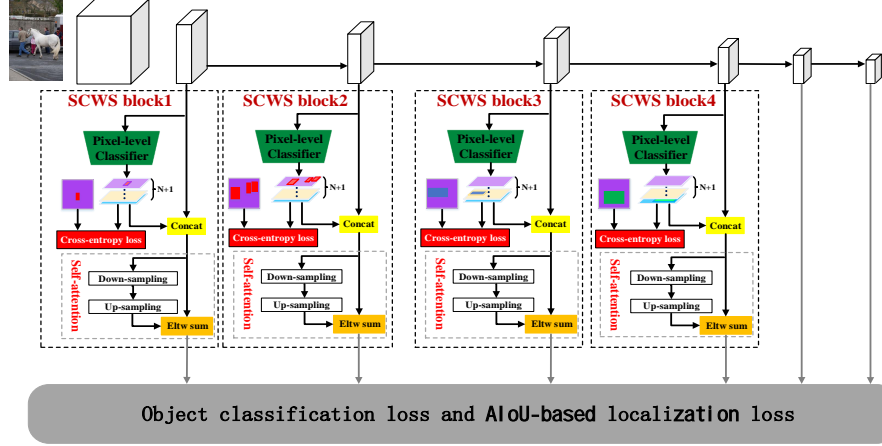 SCWS block1
SCWS block2
SCWS block3
SCWS block4
Pixel-level
Classifier
Pixel-level
Classifier
Pixel-level
Classifier
Pixel-level
Classifier
N+1
N+1
N+1
N+1
Concat
Concat
Concat
Concat
Cross-entropy loss
Cross-entropy loss
Cross-entropy loss
Cross-entropy loss
Self-attention
Down-sampling
Up-sampling
Eltw sum
Self-attention
Down-sampling
Up-sampling
Eltw sum
Self-attention
Down-sampling
Up-sampling
Eltw sum
Self-attention
Down-sampling
Up-sampling
Eltw sum
Object classification loss and AIoU-based localization loss